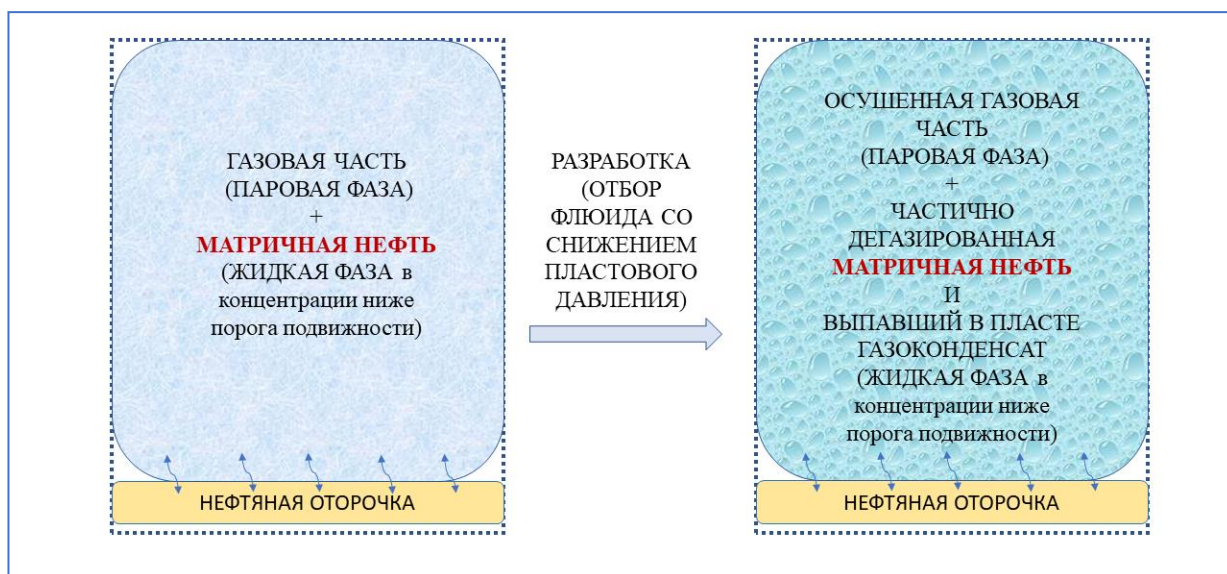 ГАЗОВАЯ ЧАСТЬ
(ПАРОВАЯ ФАЗА)
+
МАТРИЧНАЯ НЕФТЬ
(ЖИДКАЯ ФАЗА в
концентрации ниже
порога подвижности)
НЕФТЯНАЯ ОТОРОЧКА
РАЗРАБОТКА
(ОТБОР
ФЛЮИДА СО
СНИЖЕНИЕМ
ПЛАСТОВОГО
ДАВЛЕНИЯ)
ОСУШЕННАЯ ГАЗОВАЯ
ЧАСТЬ
(ПАРОВАЯ ФАЗА)
+
ЧАСТИЧНО
ДЕГАЗИРОВАННАЯ
МАТРИЧНАЯ НЕФТЬ
И
ВЫПАВШИЙ В ПЛАСТЕ
ГАЗОКОНДЕНСАТ
(ЖИДКАЯ ФАЗА в
концентрации ниже
порога подвижности)
НЕФТЯНАЯ ОТОРОЧКА